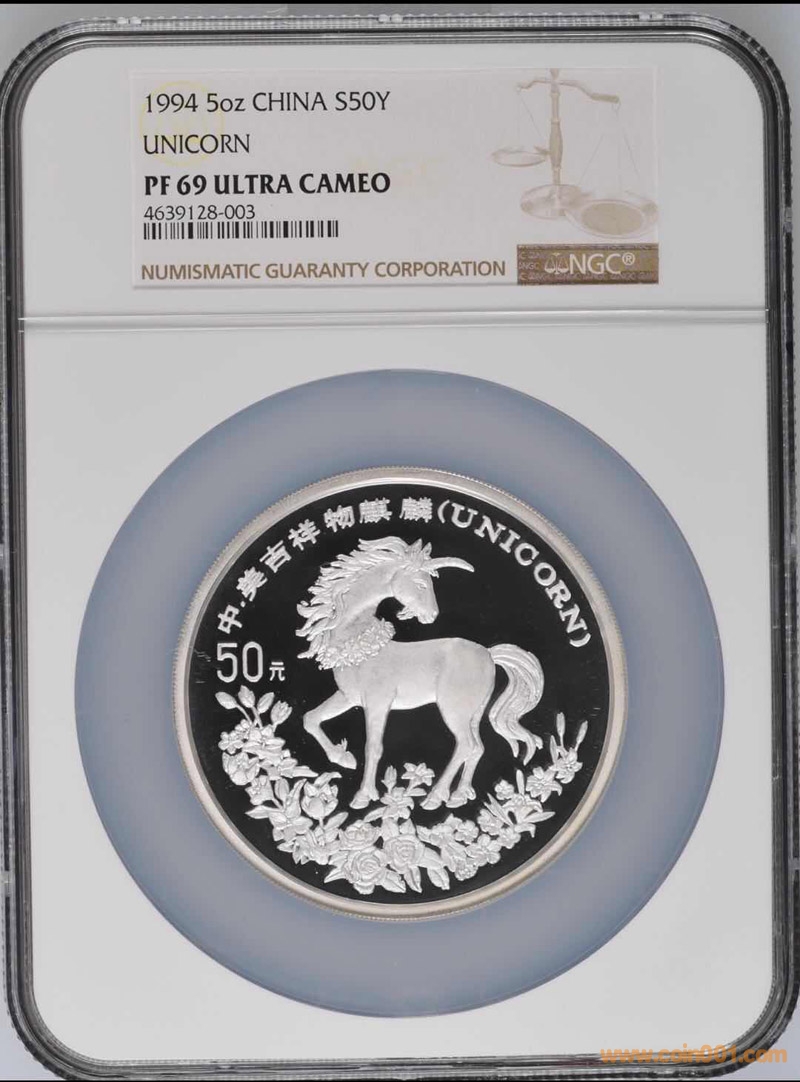 1994 5oz CHINA S50Y
UNICORN
PF 69 ULTRA CAMEO
4639128-003
NUMISMATIC GUARANTY CORPORATION
NGC®
中·美吉祥物麒麟(UNICORN)
50元
www.csin001.com